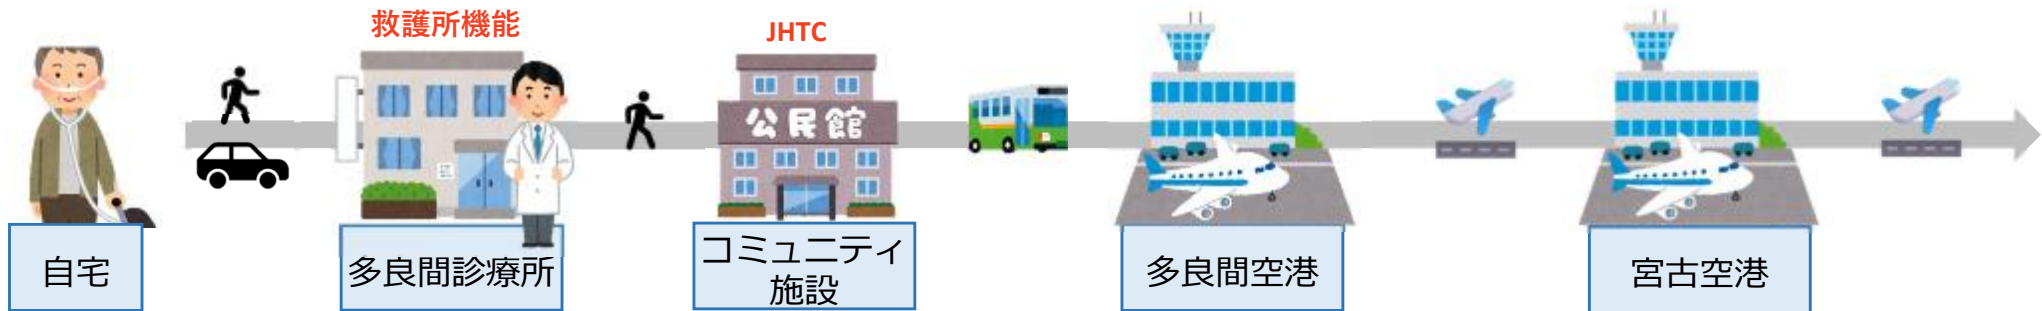 救護所機能
JHTC
公民館
自宅
多良間診療所
コミュニティ
施設
多良間空港
宮古空港